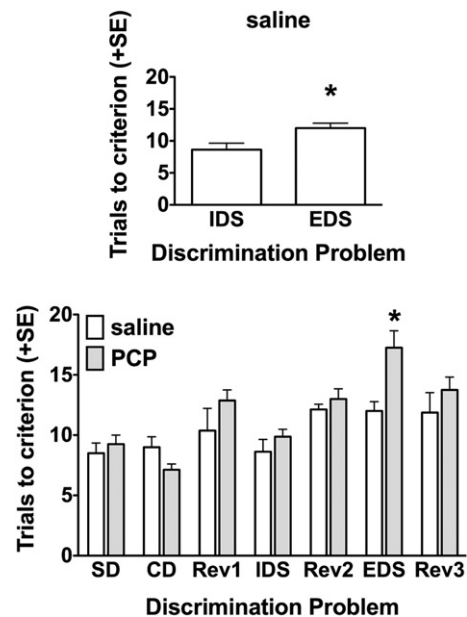 saline
Trials to criterion (+SE)
20
15
10
5
0
*
IDS EDS
Discrimination Problem
Trials to criterion (+SE)
20
15
10
5
0
saline
PCP
*
SD CD Rev1 IDS Rev2 EDS Rev3
Discrimination Problem